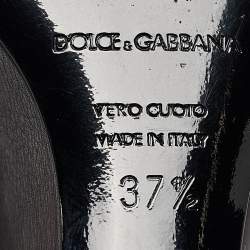 DOLCE & GABBANA
VERO CUOIO
MADE IN ITALY
37½